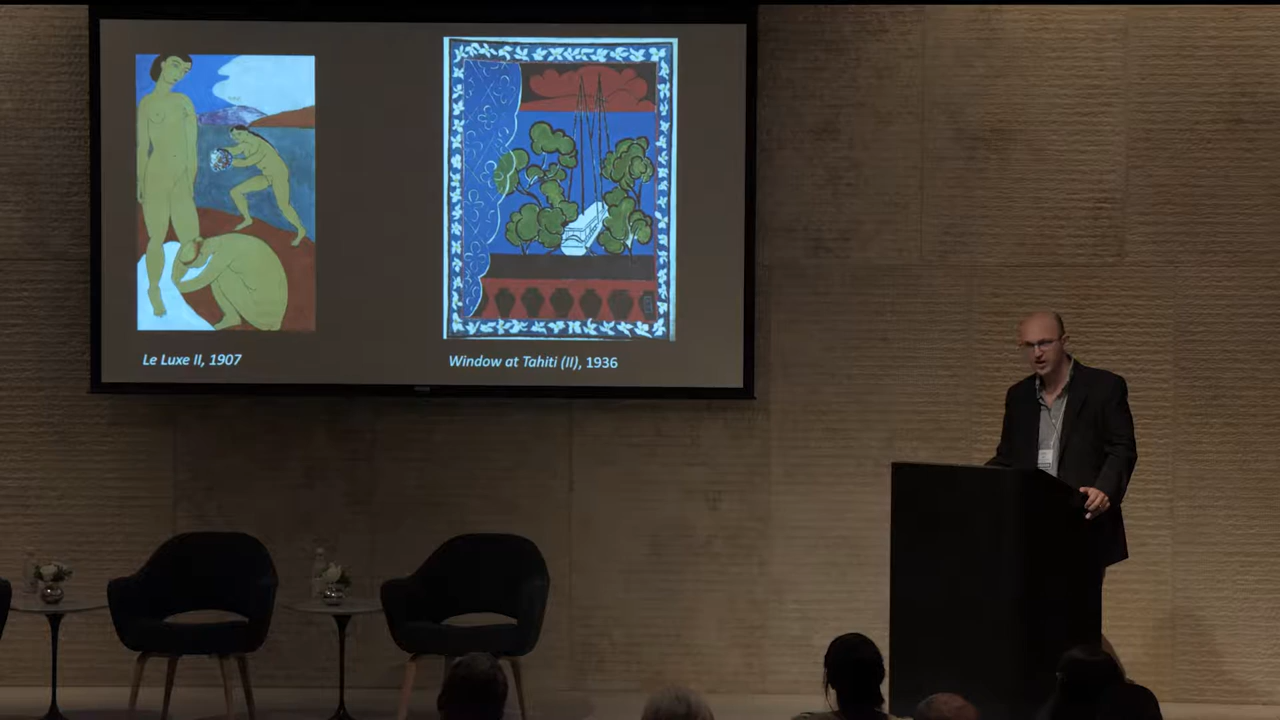 Le Luxe II, 1907
Window at Tahiti (II), 1936